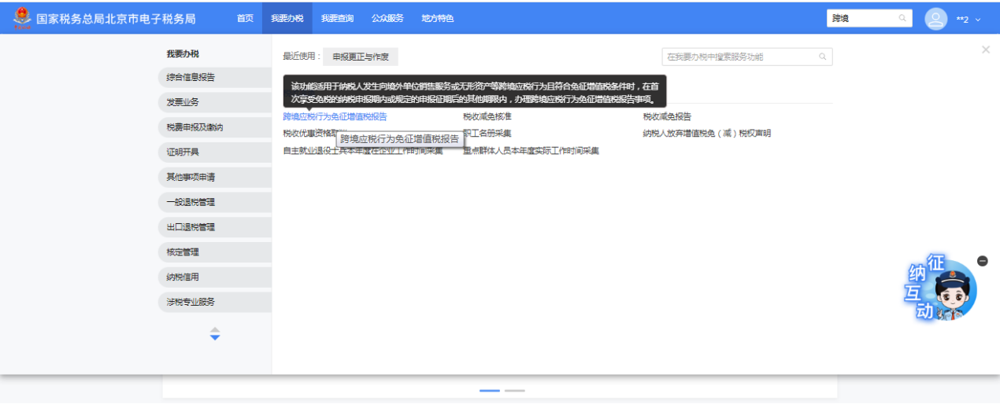 国家税务总局北京市电子税务局
首页
我要办税
我要查询
公众服务
地方特色
跨境
**2
我要办税
综合信息报告
发票业务
税费申报及缴纳
证明开具
其他事项申请
一般退税管理
出口退税管理
核定管理
纳税信用
涉税专业服务
最近使用：
申报更正与作废
在我要办税中搜索服务功能
该功能适用于纳税人发生向境外单位销售服务或无形资产等跨境应税行为且符合免征增值税条件时，在首
次享受免税的纳税申报期内或规定的申报征期后的其他期限内，办理跨境应税行为免征增值税报告事项。
跨境应税行为免征增值税报告
税收减免核准
税收减免报告
税收优惠资格取
跨境应税行为免征增值税报告
职工名册采集
纳税人放弃增值税免（减）税权声明
自主就业退役士兵本年度在企业工作时间采集
重点群体人员本年度实际工作时间采集
征
纳
互
动